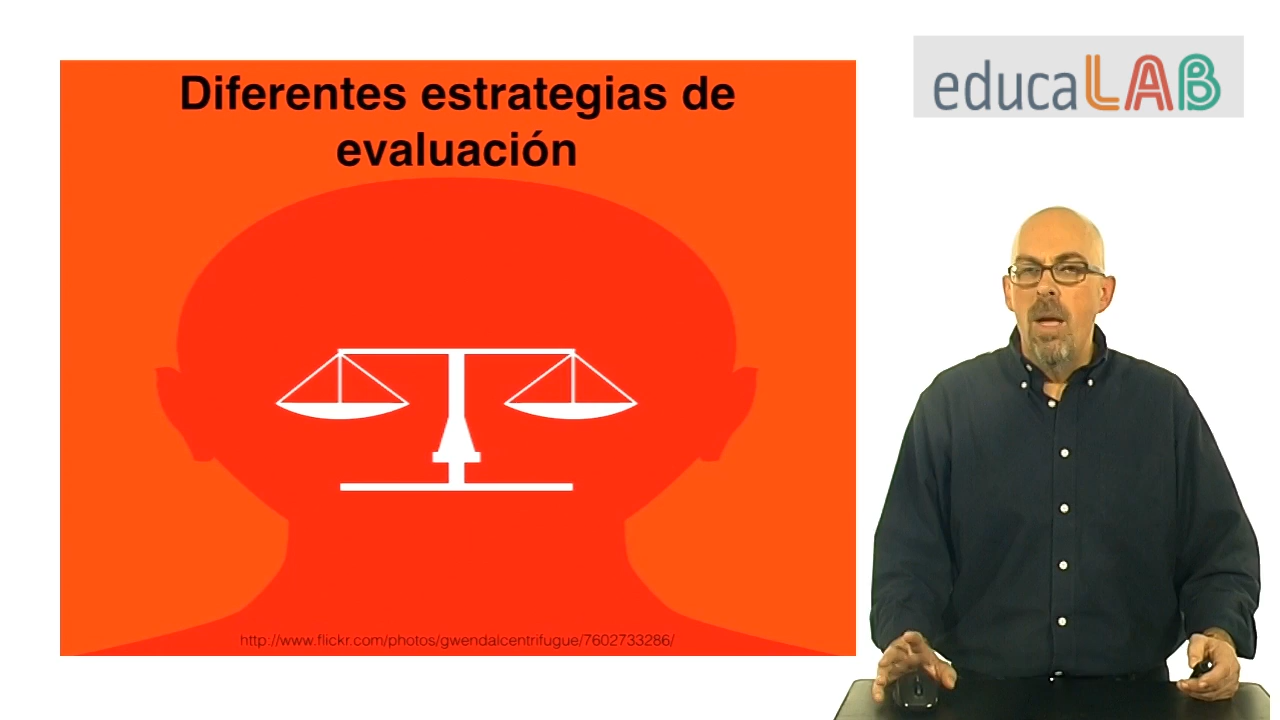 Diferentes estrategias de
evaluación
educaLAB
http://www.flickr.com/photos/gwendalcentrifugue/7602733286/